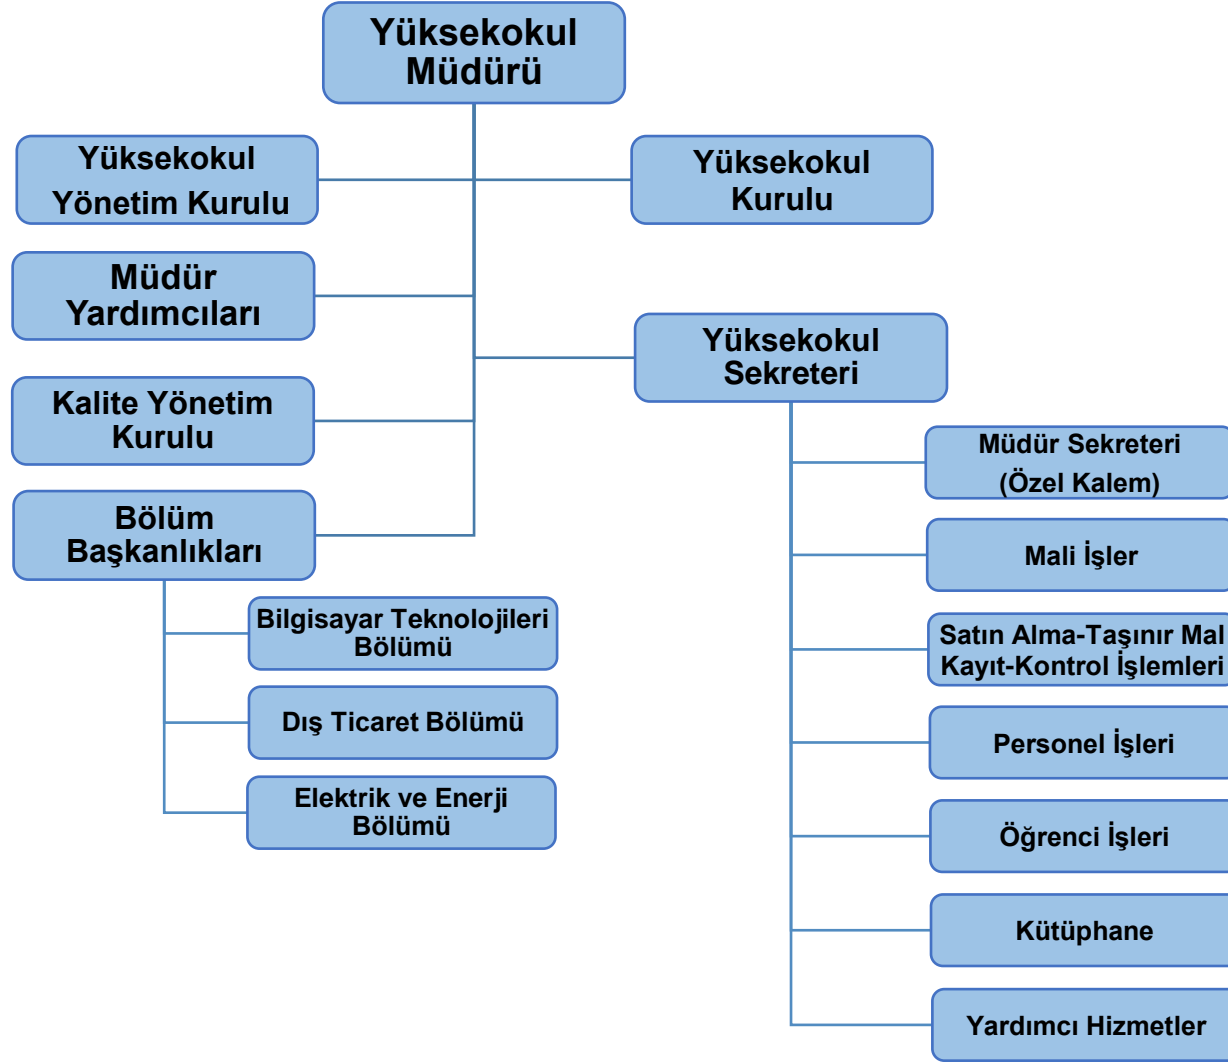 Yüksekokul
Müdürü
Yüksekokul
Yönetim Kurulu
Yüksekokul
Kurulu
Müdür
Yardımcıları
Yüksekokul
Sekreteri
Kalite Yönetim
Kurulu
Bölüm
Başkanlıkları
Bilgisayar Teknolojileri
Bölümü
Dış Ticaret Bölümü
Elektrik ve Enerji
Bölümü
Müdür Sekreteri
(Özel Kalem)
Mali İşler
Satın Alma-Taşınır Mal
Kayıt-Kontrol İşlemleri
Personel İşleri
Öğrenci İşleri
Kütüphane
Yardımcı Hizmetler